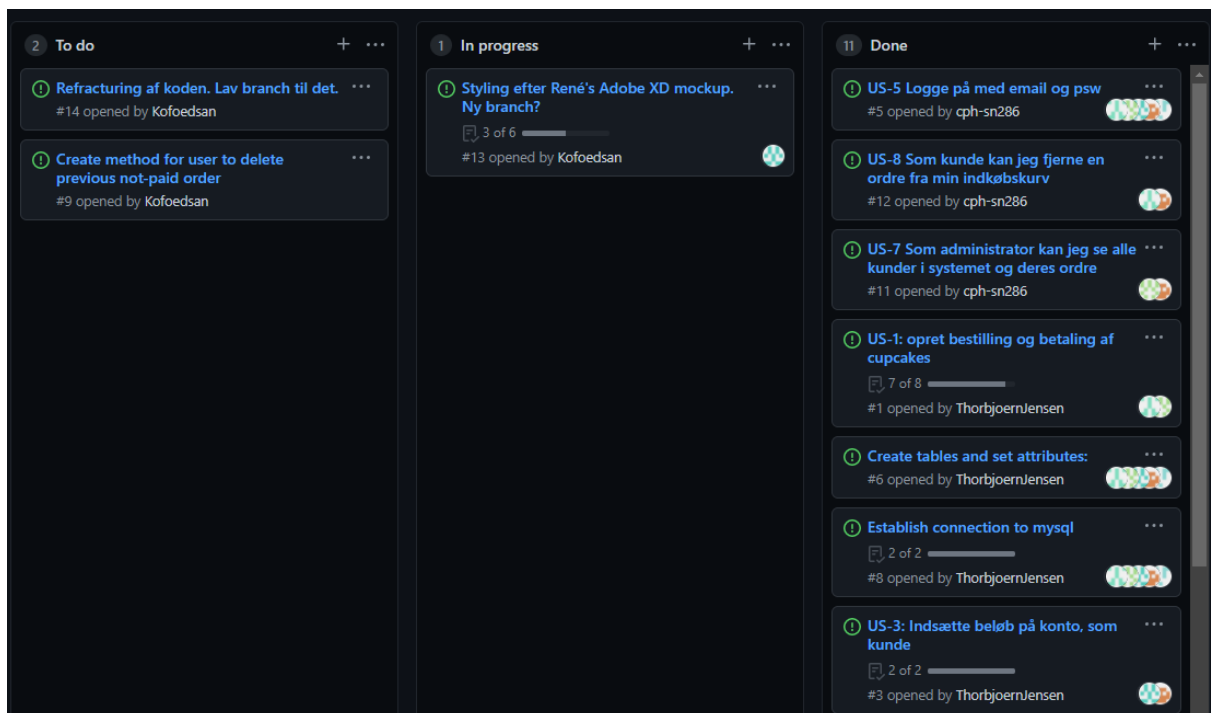 2 To do
Refracturing af koden. Lav branch til det.
#14 opened by Kofoedsan
Create method for user to delete
previous not-paid order
#9 opened by Kofoedsan
1 In progress
Styling efter René's Adobe XD mockup.
Ny branch?
3 of 6
#13 opened by Kofoedsan
11 Done
US-5 Logge på med email og psw
#5 opened by cph-sn286
US-8 Som kunde kan jeg fjerne en
ordre fra min indkøbskurv
#12 opened by cph-sn286
US-7 Som administrator kan jeg se alle
kunder i systemet og deres ordre
#11 opened by cph-sn286
US-1: opret bestilling og betaling af
cupcakes
7 of 8
#1 opened by ThorbjoernJensen
Create tables and set attributes:
#6 opened by ThorbjoernJensen
Establish connection to mysql
2 of 2
#8 opened by ThorbjoernJensen
US-3: Indsætte beløb på konto, som
kunde
2 of 2
#3 opened by ThorbjoernJensen